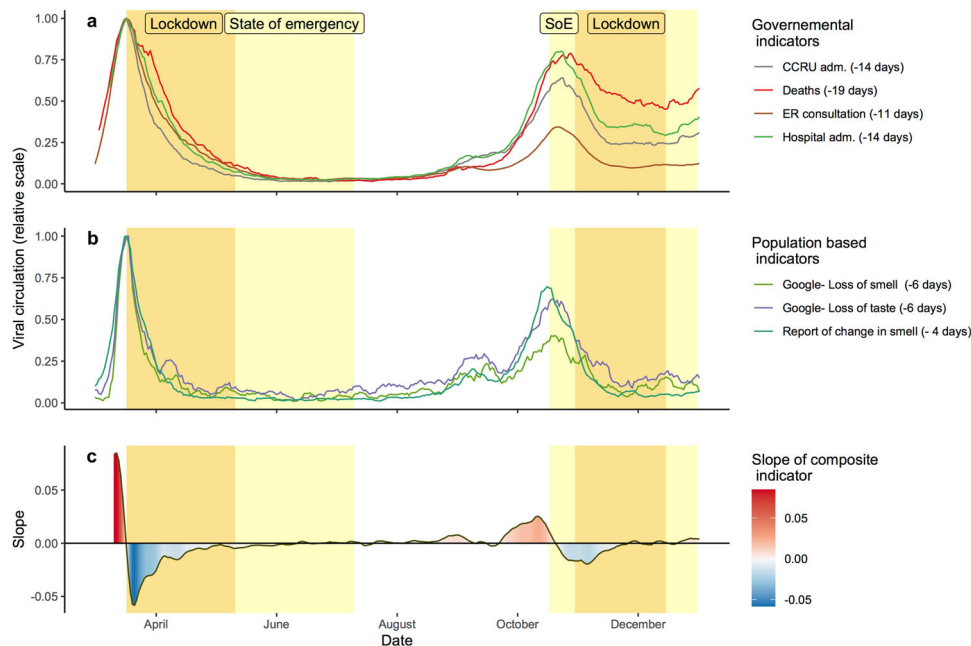 a
Lockdown
State of emergency
SoE
Lockdown
1.00
0.75
0.50
0.25
0.00
Governemental
indicators
CCRU adm. (-14 days)
Deaths (-19 days)
ER consultation (-11 days)
Hospital adm. (-14 days)
Viral circulation (relative scale)
b
1.00
0.75
0.50
0.25
0.00
Population based
indicators
Google- Loss of smell (-6 days)
Google- Loss of taste (-6 days)
Report of change in smell (- 4 days)
c
Slope
0.05
0.00
-0.05
Slope of composite
indicator
0.05
0.00
-0.05
April
June
August
October
December
Date